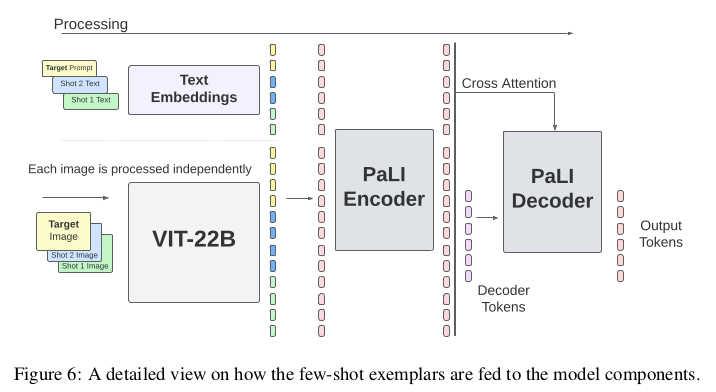 Processing
Target Prompt
Shot 2 Text
Shot 1 Text
Text
Embeddings
Cross Attention
Each image is processed independently
PaLI
Encoder
PaLI
Decoder
Target
Image
Shot 2 Image
Shot 1 Image
VIT-22B
Output
Tokens
Decoder
Tokens
Figure 6: A detailed view on how the few-shot exemplars are fed to the model components.